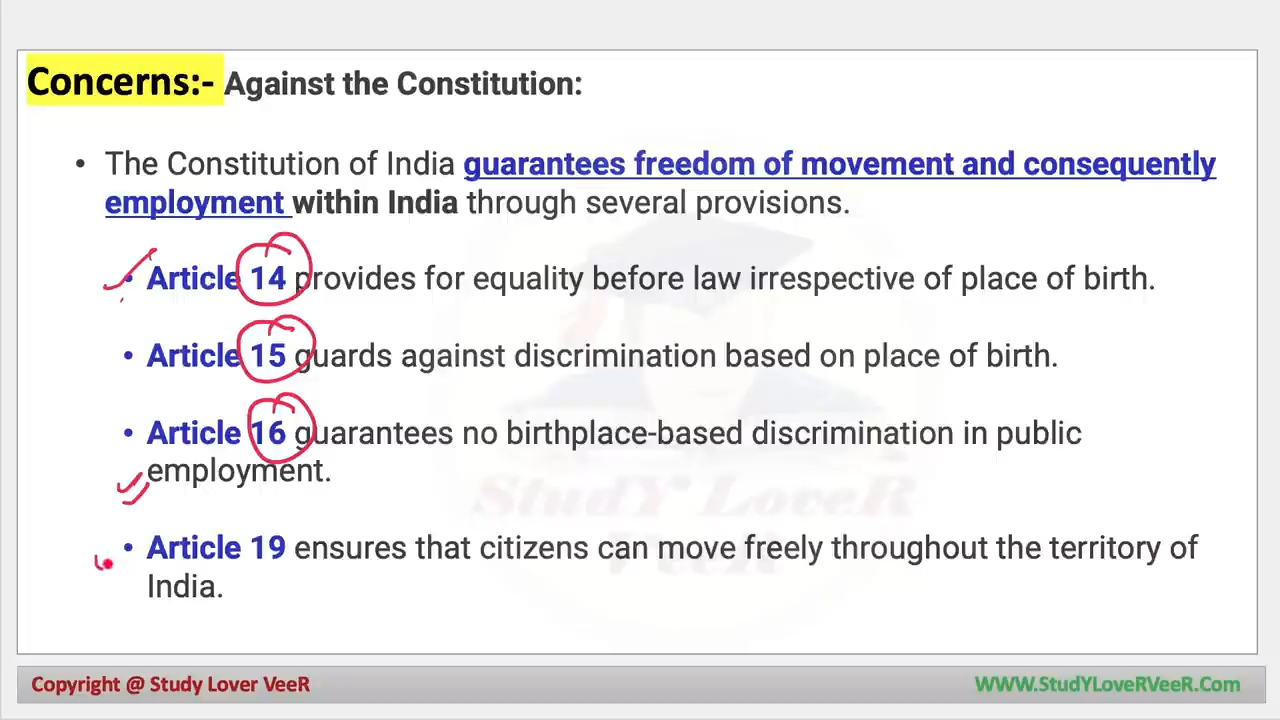 Concerns:- Against the Constitution:
• The Constitution of India guarantees freedom of movement and consequently
employment within India through several provisions.
• Article 14 provides for equality before law irrespective of place of birth.
• Article 15 guards against discrimination based on place of birth.
• Article 16 guarantees no birthplace-based discrimination in public
employment.
• Article 19 ensures that citizens can move freely throughout the territory of
India.
StudY LoveR
VeeR
Copyright @ Study Lover VeeR
WWW.StudYLoveRVeeR.Com